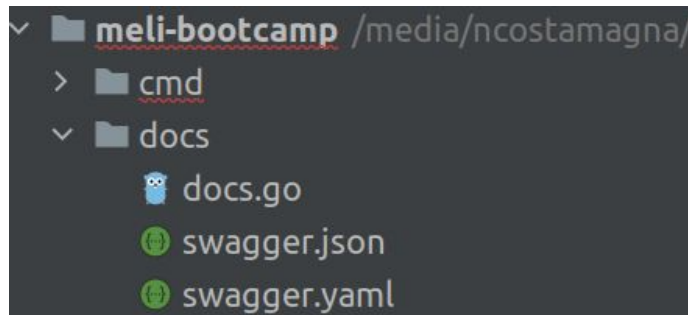 meli-bootcamp /media/ncostamagna/
cmd
docs
docs.go
swagger.json
swagger.yaml